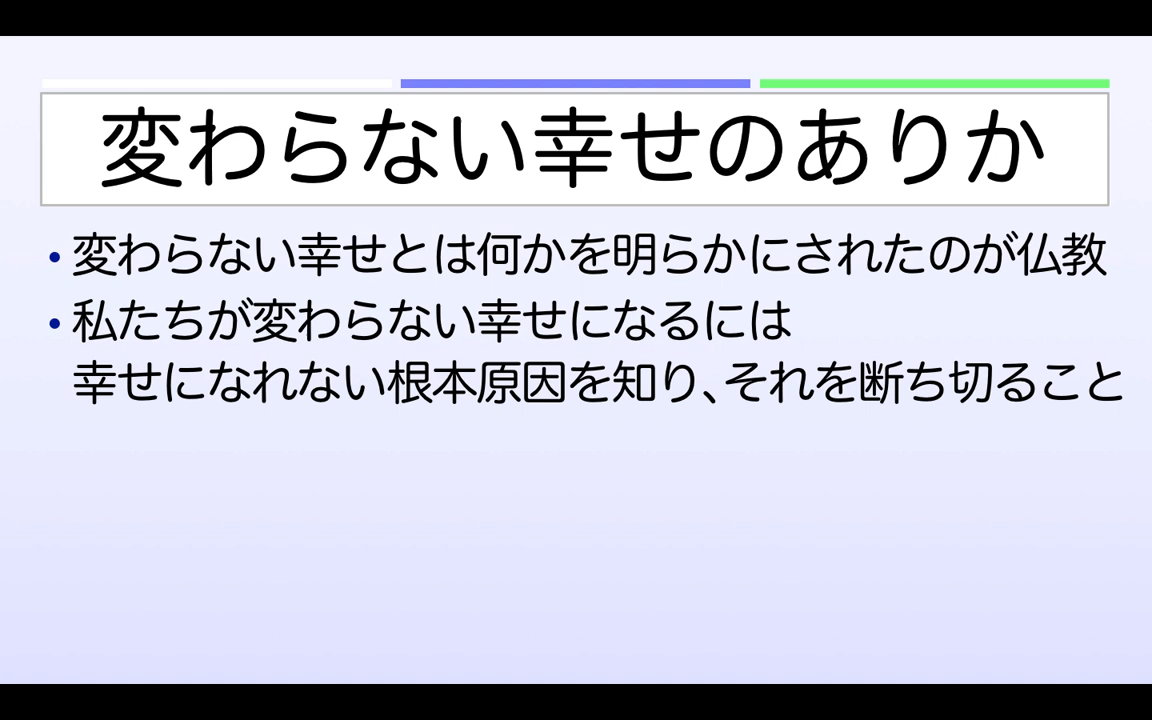 変わらない幸せのありか
・変わらない幸せとは何かを明らかにされたのが仏教
・私たちが変わらない幸せになるには
幸せになれない根本原因を知り、それを断ち切ること